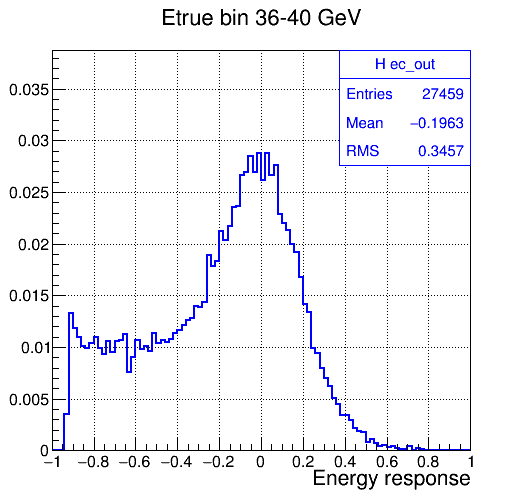 Etrue bin 36-40 GeV
H ec_out
Entries 27459
Mean −0.1963
RMS 0.3457
0.035
0.03
0.025
0.02
0.015
0.01
0.005
0
−1 −0.8 −0.6 −0.4 −0.2 0 0.2 0.4 0.6 0.8 1
Energy response